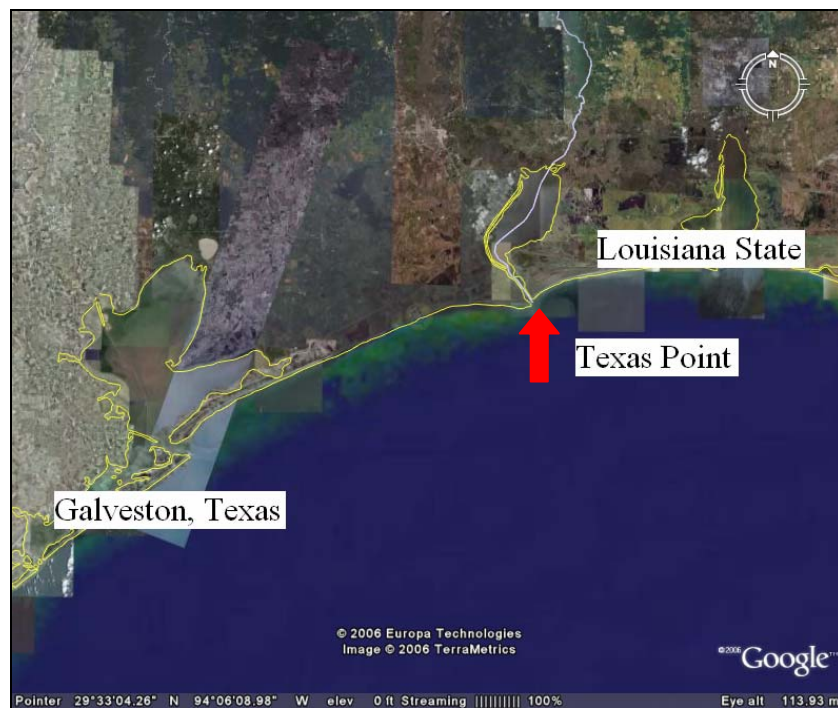 N
Louisiana State
Texas Point
Galveston, Texas
© 2006 Europa Technologies
Image © 2006 TerraMetrics
©2006 Google™
Pointer 29°33'04.26" N 94°06'08.98" W elev 0 ft Streaming |||||||||| 100% Eye alt 113.93 m